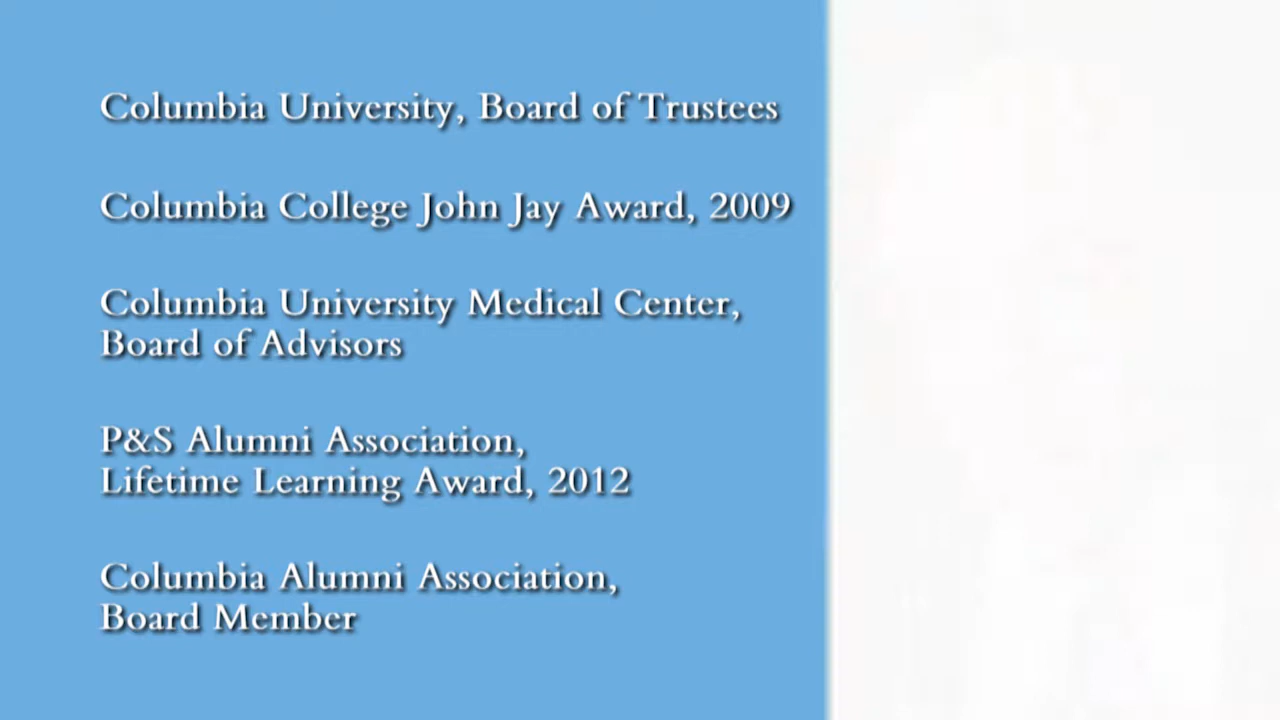 Columbia University, Board of Trustees
Columbia College John Jay Award, 2009
Columbia University Medical Center,
Board of Advisors
P&S Alumni Association,
Lifetime Learning Award, 2012
Columbia Alumni Association,
Board Member